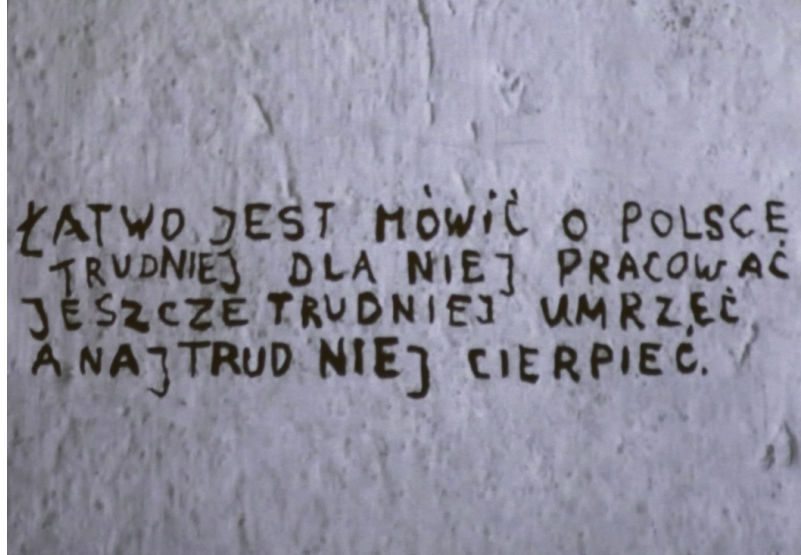 ŁATWO JEST MÓWIĆ O POLSCE
TRUDNIEJ DLA NIEJ PRACOWAĆ
JESZCZE TRUDNIEJ UMRZEĆ
A NAJTRUDNIEJ CIERPIEĆ.